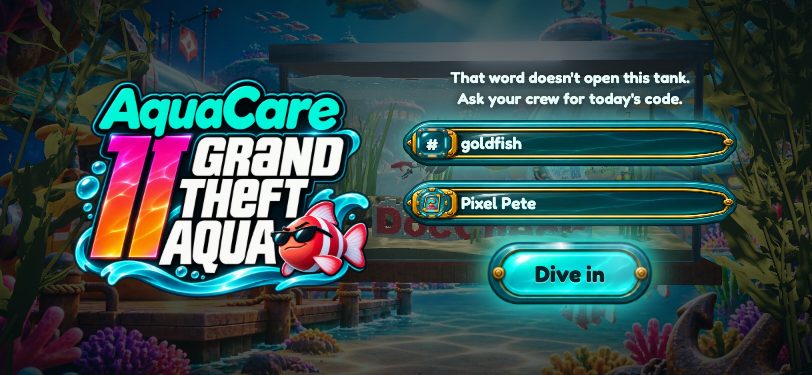 AquaCare
11
GRAND
THEFT
AQUA
That word doesn't open this tank.
Ask your crew for today's code.
# goldfish
Pixel Pete
Dive in